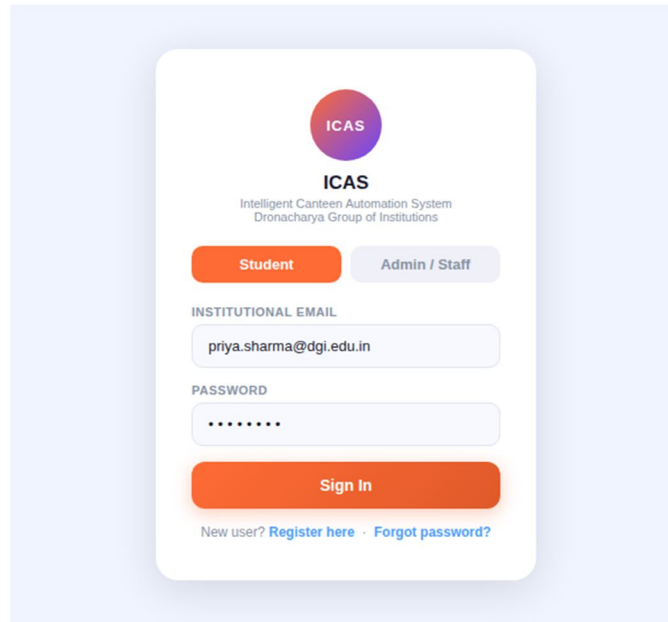 ICAS
ICAS
Intelligent Canteen Automation System
Dronacharya Group of Institutions
Student Admin / Staff
INSTITUTIONAL EMAIL
priya.sharma@dgi.edu.in
PASSWORD
••••••••
Sign In
New user? Register here · Forgot password?